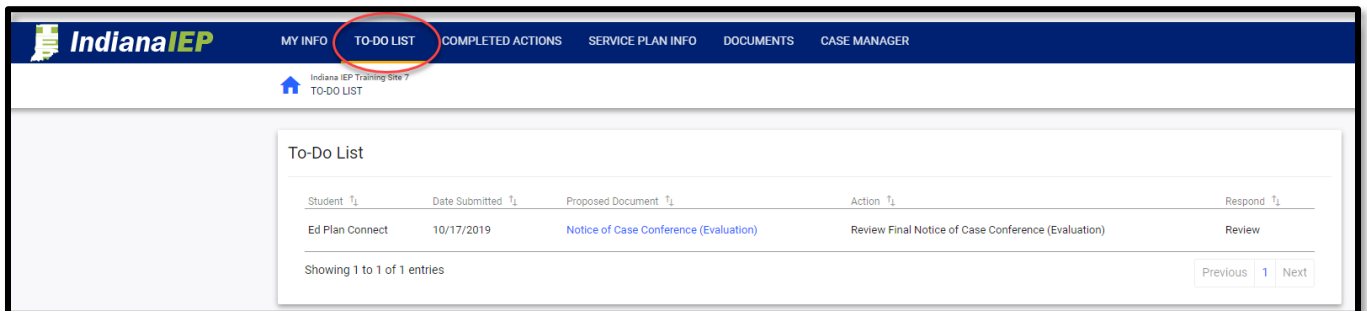 IndianaIEP MY INFO TO-DO LIST COMPLETED ACTIONS SERVICE PLAN INFO DOCUMENTS CASE MANAGER
Indiana IEP Training Site 7
TO-DO LIST
To-Do List
Student Date Submitted Proposed Document Action Respond
Ed Plan Connect 10/17/2019 Notice of Case Conference (Evaluation) Review Final Notice of Case Conference (Evaluation) Review
Showing 1 to 1 of 1 entries Previous 1 Next